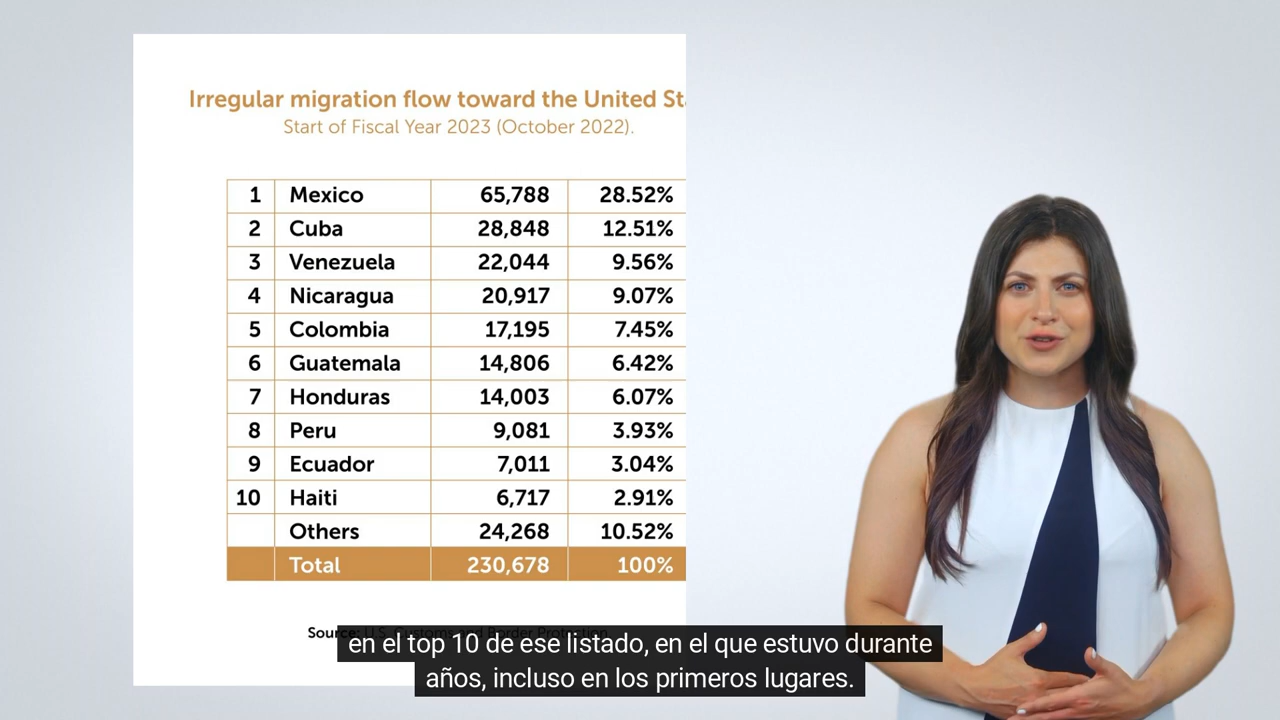 Irregular migration flow toward the United St
Start of Fiscal Year 2023 (October 2022).
1 Mexico 65,788 28.52%
2 Cuba 28,848 12.51%
3 Venezuela 22,044 9.56%
4 Nicaragua 20,917 9.07%
5 Colombia 17,195 7.45%
6 Guatemala 14,806 6.42%
7 Honduras 14,003 6.07%
8 Peru 9,081 3.93%
9 Ecuador 7,011 3.04%
10 Haiti 6,717 2.91%
Others 24,268 10.52%
Total 230,678 100%
Source: U.S. Customs and Border Protection
en el top 10 de ese listado, en el que estuvo durante
años, incluso en los primeros lugares.